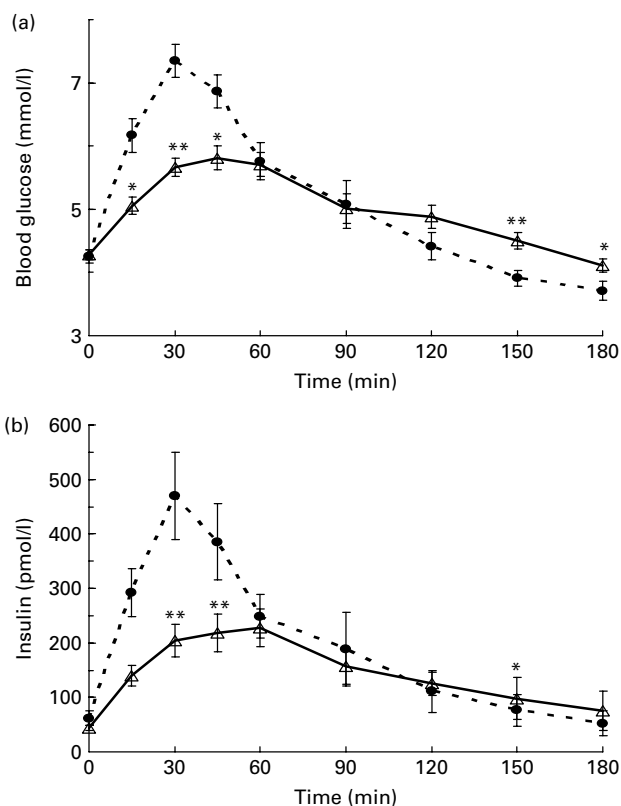 (a)
7
5
3
Blood glucose (mmol/l)
*
**
*
**
*
0 30 60 90 120 150 180
Time (min)
(b)
600
500
400
300
200
100
0
Insulin (pmol/l)
**
**
*
0 30 60 90 120 150 180
Time (min)